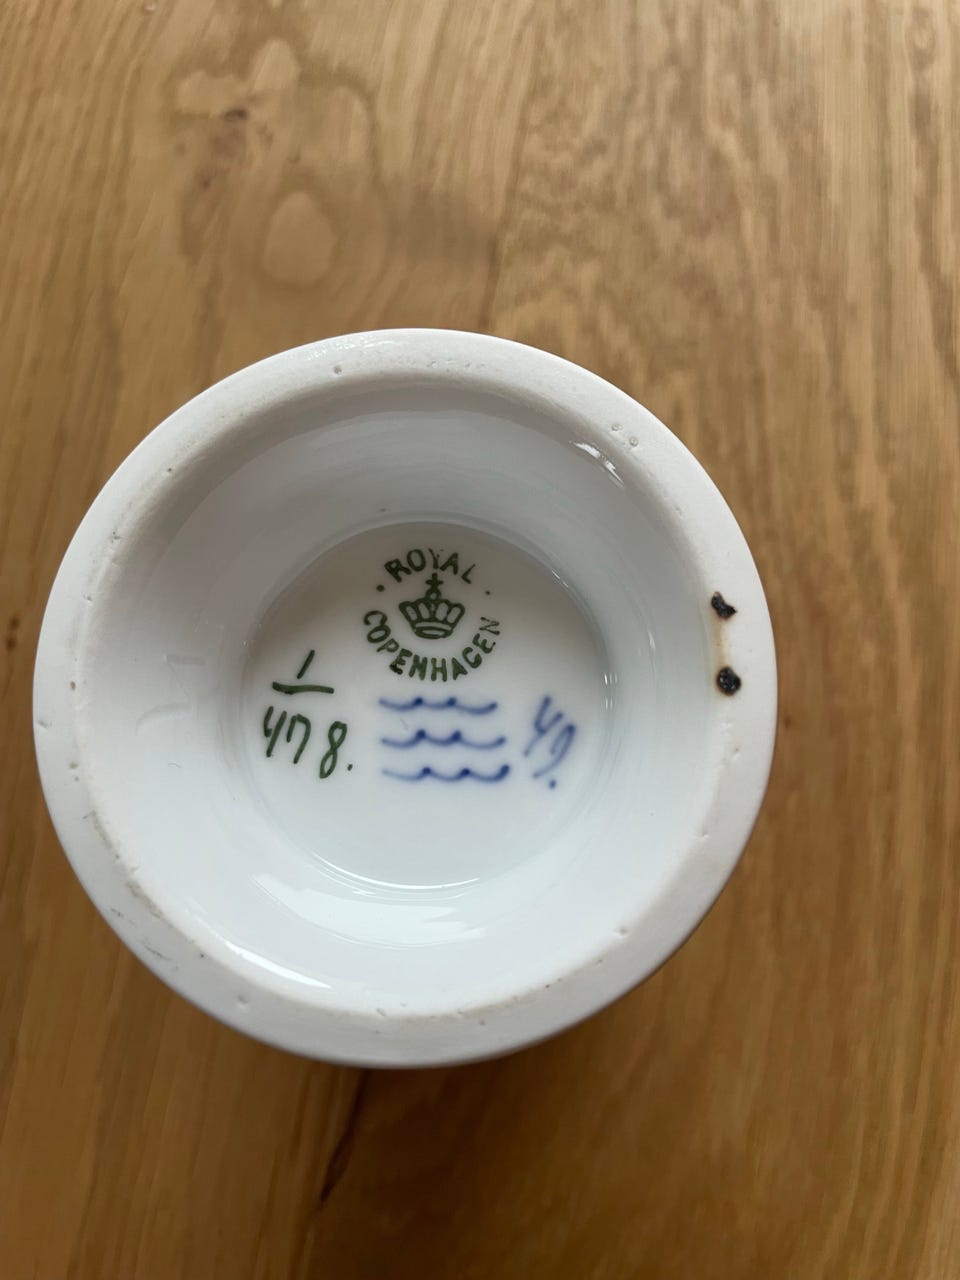 ROYAL
COPENHAGEN
1
478.
49.